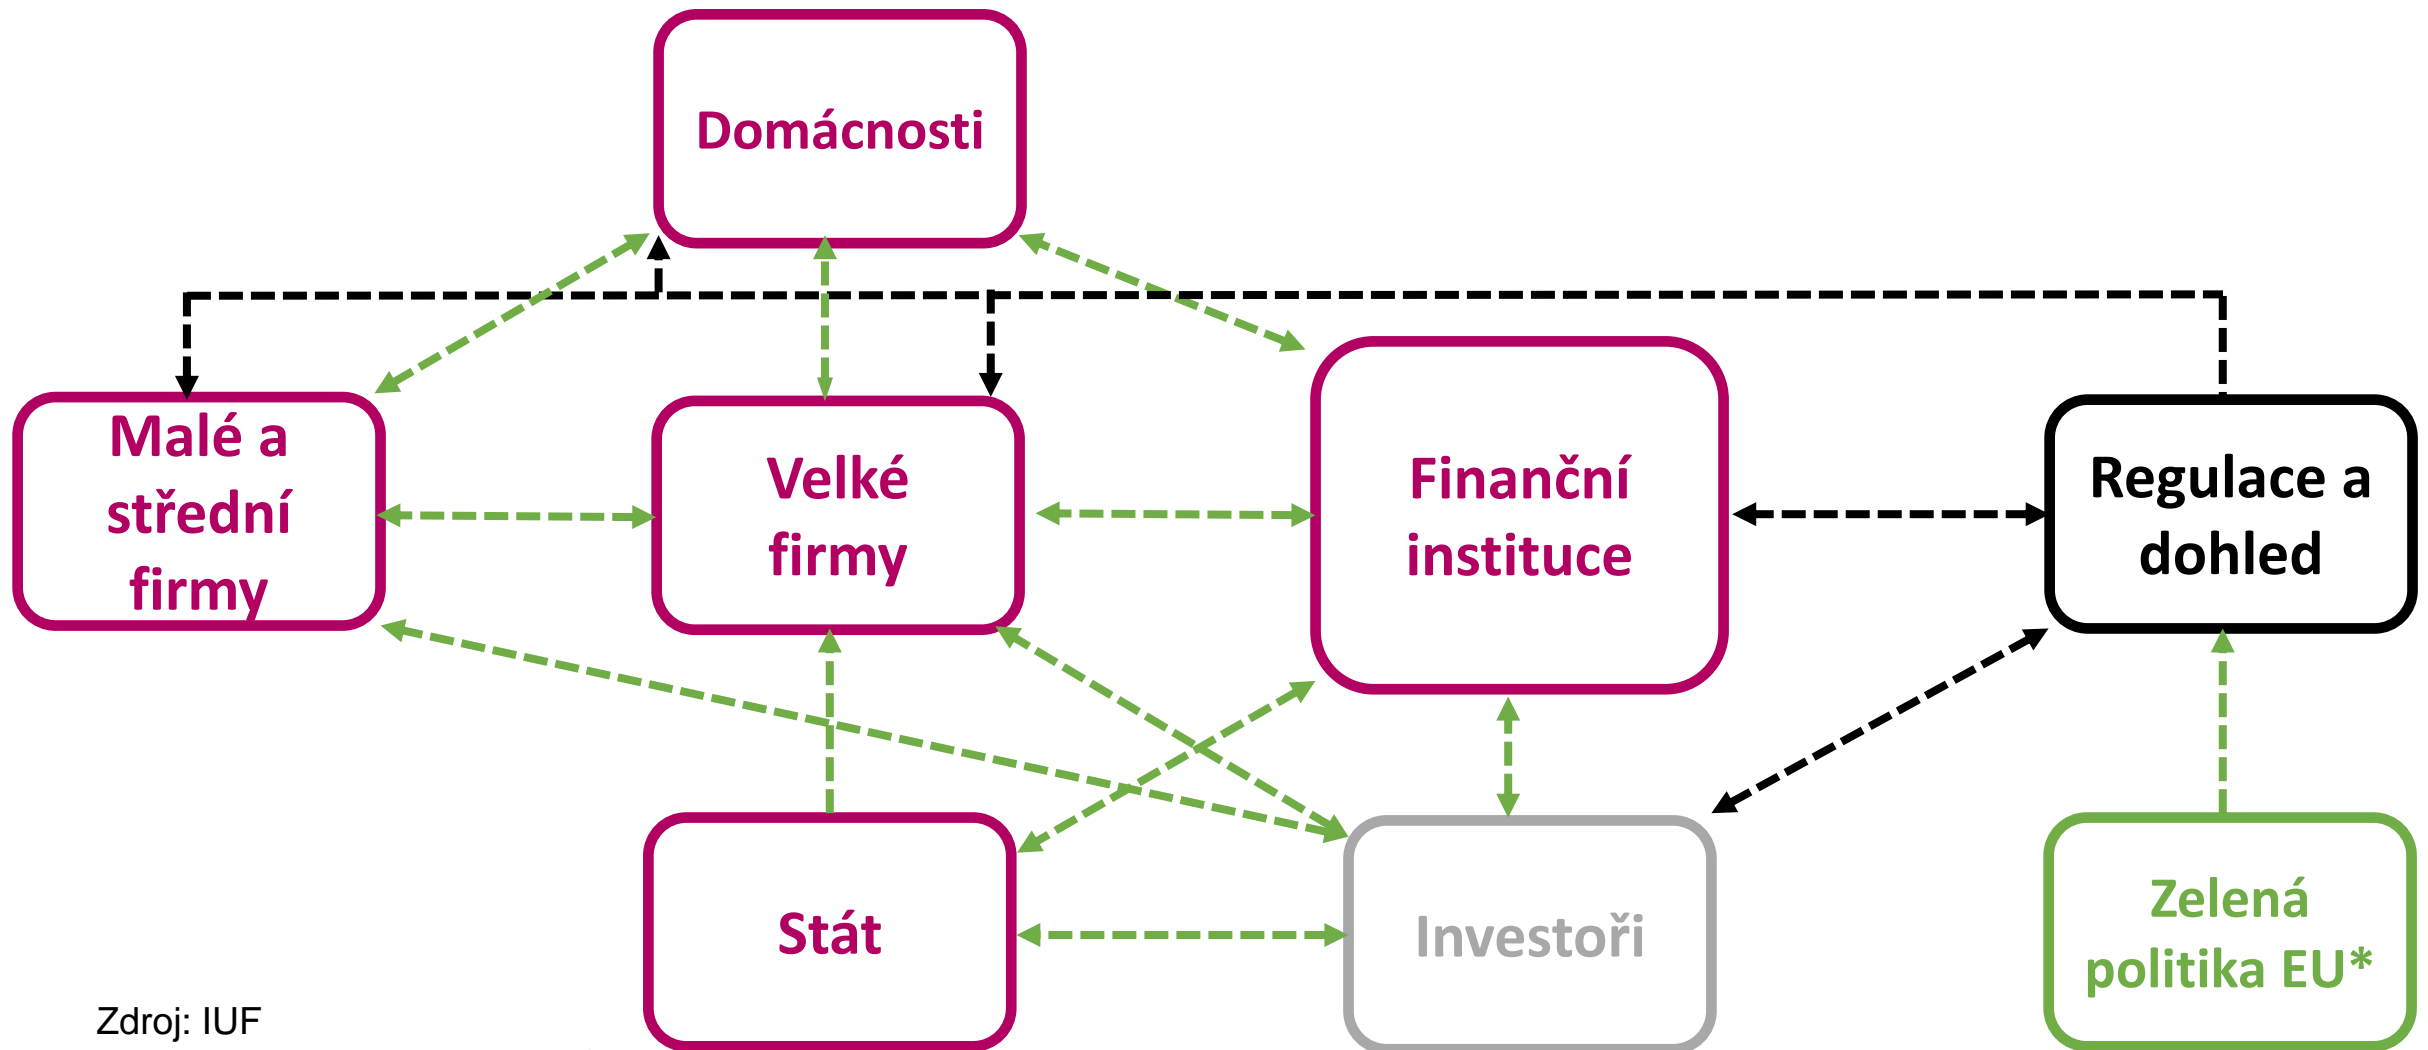 Domácnosti
Malé a
střední
firmy
Velké
firmy
Finanční
instituce
Regulace a
dohled
Stát
Investoři
Zelená
politika EU*
Zdroj: IUF